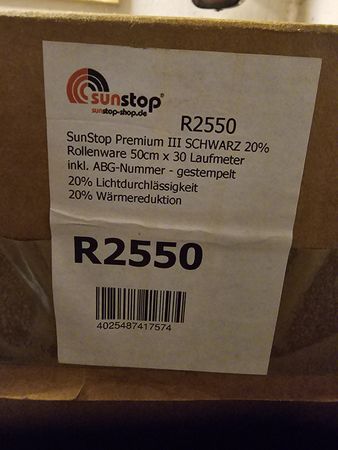 sunstop®
sunstop-shop.de
R2550
SunStop Premium III SCHWARZ 20%
Rollenware 50cm x 30 Laufmeter
inkl. ABG-Nummer - gestempelt
20% Lichtdurchlässigkeit
20% Wärmereduktion
R2550
4025487417574